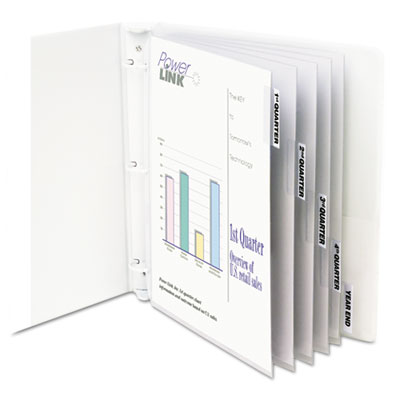 Power
LINK
The KEY
to
Tomorrow's
Technology
1st Quarter
Overview of
U.S. retail sales
1ST QUARTER
2ND QUARTER
3RD QUARTER
4TH QUARTER
YEAR END